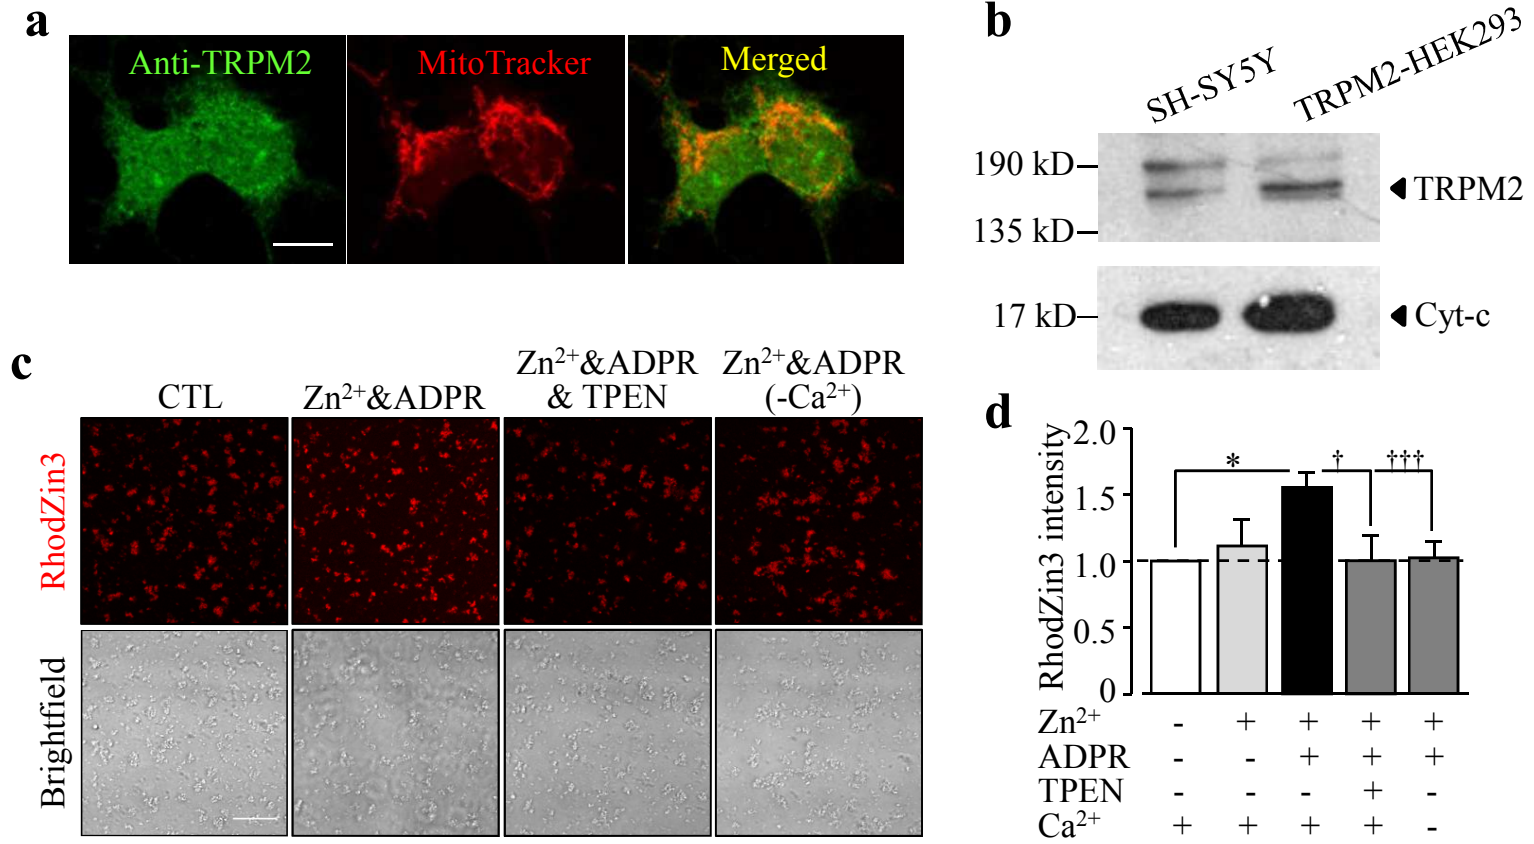 a
Anti-TRPM2
MitoTracker
Merged
b
SH-SY5Y
TRPM2-HEK293
190 kD
135 kD
TRPM2
17 kD
Cyt-c
c
CTL
Zn²⁺&ADPR
Zn²⁺&ADPR
& TPEN
Zn²⁺&ADPR
(-Ca²⁺)
RhodZin3
Brightfield
d
RhodZin3 intensity
2.0
1.5
1.0
0.5
0
* † †††
Zn²⁺ - + + + +
ADPR - - + + +
TPEN - - - + -
Ca²⁺ + + + + -